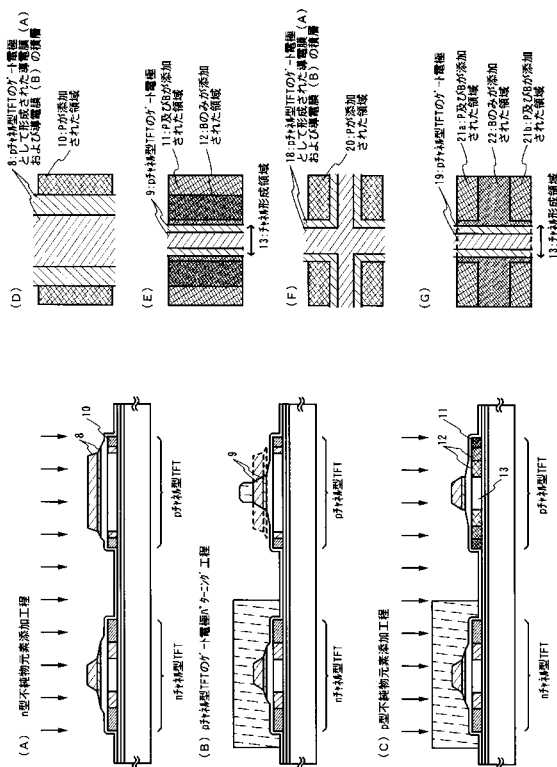 (A) n型不純物元素添加工程
8
10
nチャネル型TFT
pチャネル型TFT
(B) pチャネル型TFTのゲート電極パターニング工程
9
nチャネル型TFT
pチャネル型TFT
(C) p型不純物元素添加工程
11
12
13
nチャネル型TFT
pチャネル型TFT
(D)
8:pチャネル型TFTのゲート電極
として形成された導電膜(A)
および導電膜(B)の積層
10:Pが添加
された領域
(E)
9:pチャネル型TFTのゲート電極
11:P及びBが添加
された領域
12:Bのみが添加
された領域
13:チャネル形成領域
(F)
18:pチャネル型TFTのゲート電極
として形成された導電膜(A)
および導電膜(B)の積層
20:Pが添加
された領域
(G)
19:pチャネル型TFTのゲート電極
21a:P及びBが添加
された領域
22:Bのみが添加
された領域
21b:P及びBが添加
された領域
13:チャネル形成領域